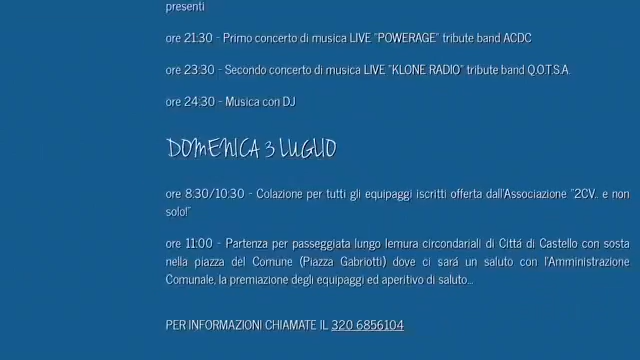 presenti
ore 21:30 - Primo concerto di musica LIVE "POWERAGE" tribute band ACDC
ore 23:30 - Secondo concerto di musica LIVE "KLONE RADIO" tribute band Q.O.T.S.A.
ore 24:30 - Musica con DJ
DOMENICA 3 LUGLIO
ore 8:30/10:30 - Colazione per tutti gli equipaggi iscritti offerta dall'Associazione "2CV.. e non
solo!"
ore 11:00 - Partenza per passeggiata lungo lemura circondariali di Cittá di Castello con sosta
nella piazza del Comune (Piazza Gabriotti) dove ci sará un saluto con l'Amministrazione
Comunale, la premiazione degli equipaggi ed aperitivo di saluto...
PER INFORMAZIONI CHIAMATE IL 320 6856104